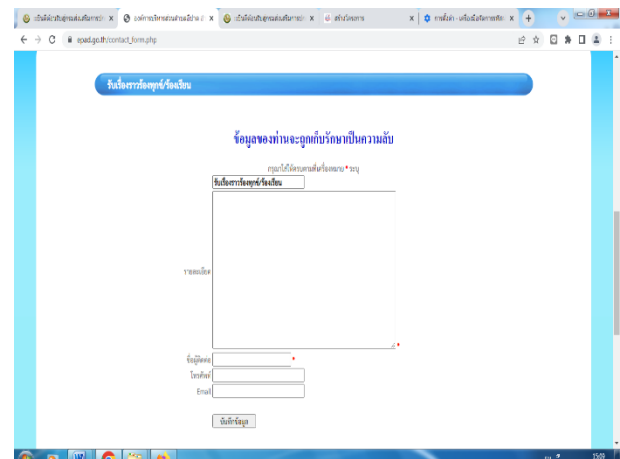 epad.go.th/contact_form.php
รับเรื่องราวร้องทุกข์/ร้องเรียน
ข้อมูลของท่านจะถูกเก็บรักษาเป็นความลับ
กรุณาใส่ให้ครบตามที่เครื่องหมาย * ระบุ
รับเรื่องราวร้องทุกข์/ร้องเรียน
รายละเอียด
*
ชื่อผู้ติดต่อ
*
โทรศัพท์
Email
บันทึกข้อมูล
15:09